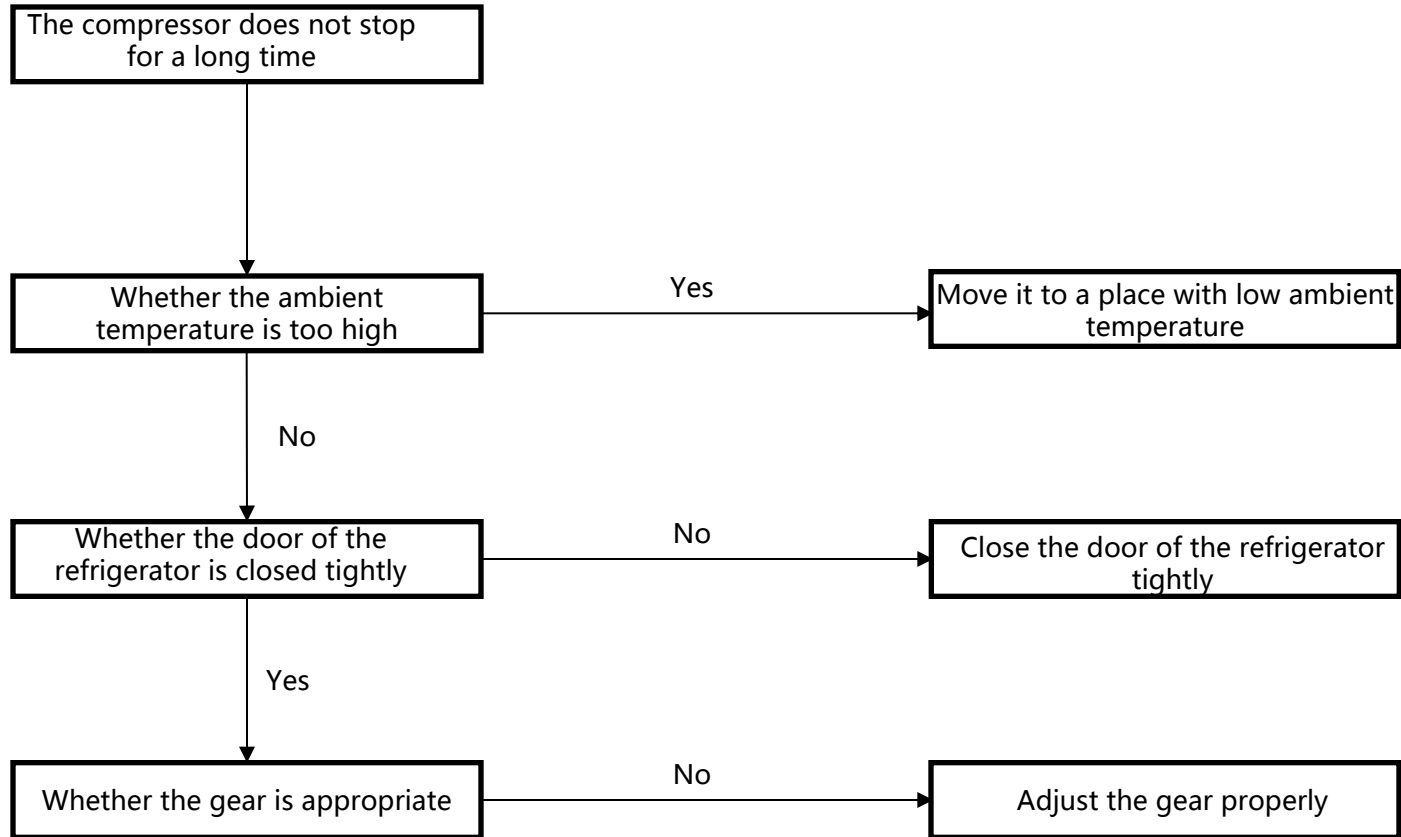 The compressor does not stop
for a long time
Whether the ambient
temperature is too high
Yes
Move it to a place with low ambient
temperature
No
Whether the door of the
refrigerator is closed tightly
No
Close the door of the refrigerator
tightly
Yes
Whether the gear is appropriate
No
Adjust the gear properly